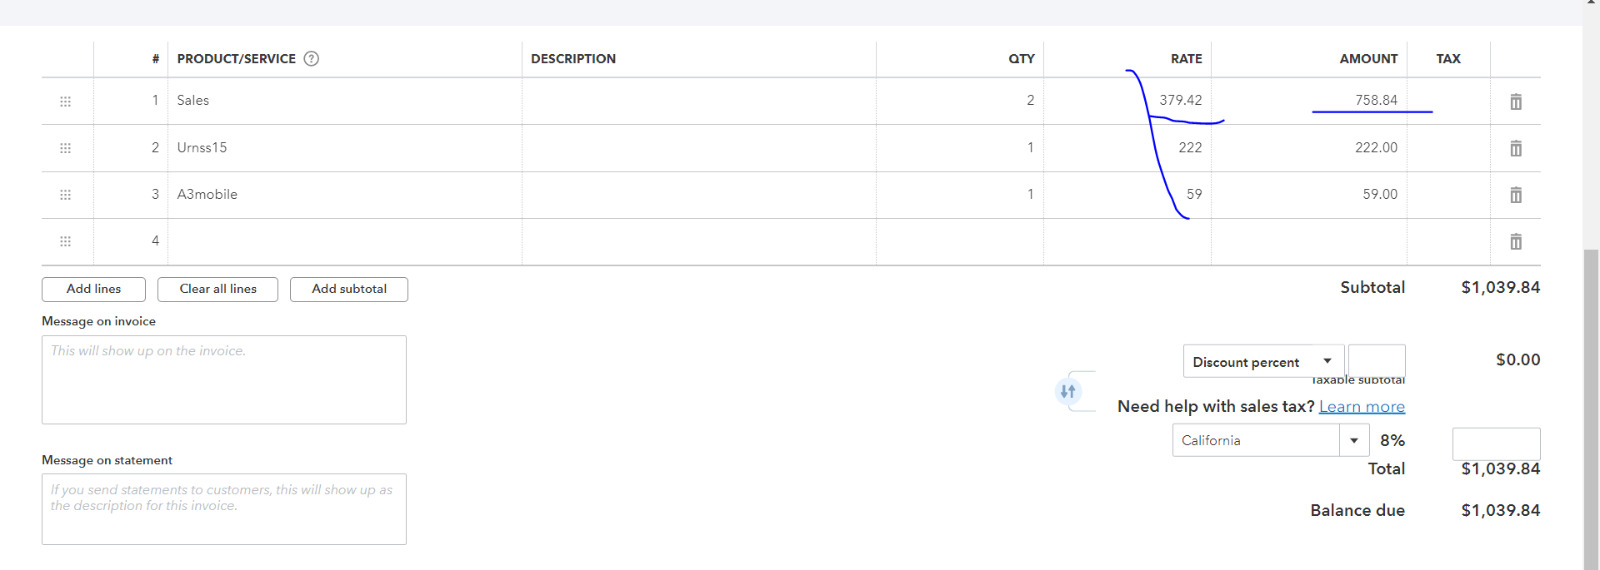 # PRODUCT/SERVICE ? DESCRIPTION QTY RATE AMOUNT TAX
1 Sales 2 379.42 758.84
2 Urnss15 1 222 222.00
3 A3mobile 1 59 59.00
4
Add lines Clear all lines Add subtotal Subtotal $1,039.84
Message on invoice
This will show up on the invoice.
Discount percent $0.00
Taxable subtotal
Need help with sales tax? Learn more
California 8%
Message on statement
Total $1,039.84
If you send statements to customers, this will show up as
the description for this invoice.
Balance due $1,039.84